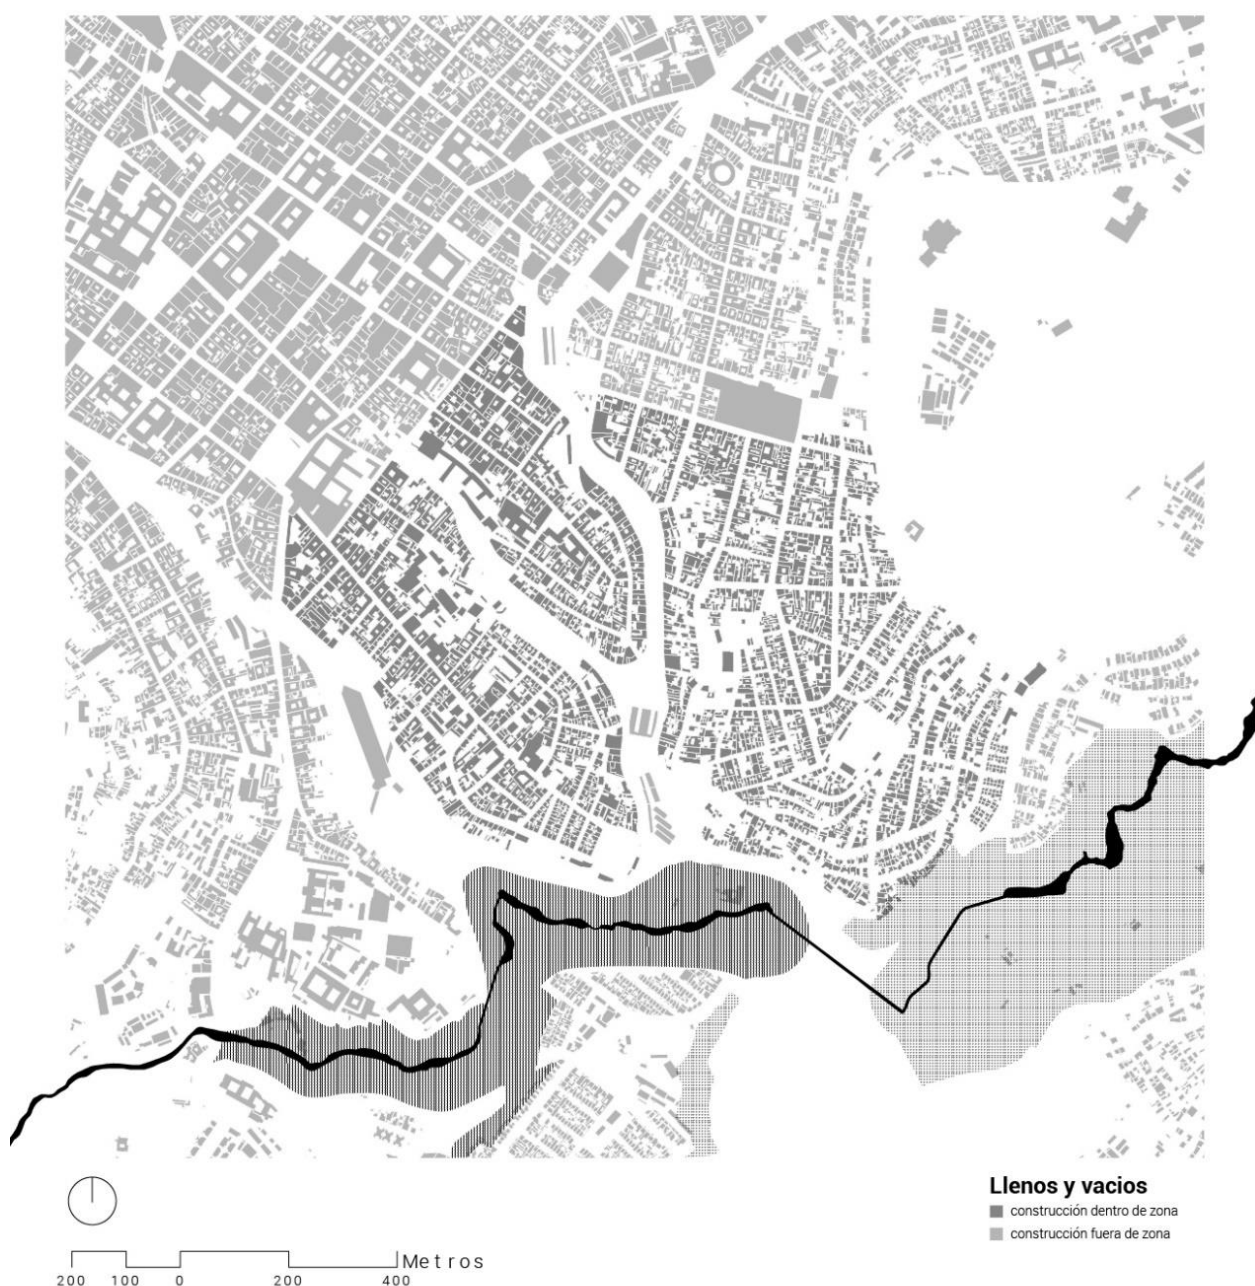 Llenos y vacios
construcción dentro de zona
construcción fuera de zona
Metros
200 100 0 200 400